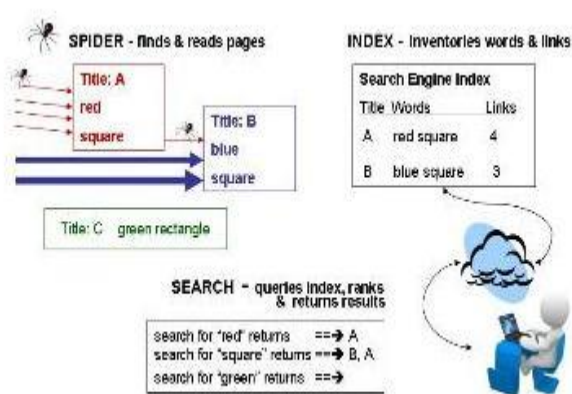 SPIDER - finds & reads pages
Title: A
red
square
Title: B
blue
square
Title: C green rectangle
INDEX - Inventories words & links
Search Engine Index
Title Words Links
A red square 4
B blue square 3
SEARCH - queries index, ranks
& returns results
search for "red" returns ==➔ A
search for "square" returns ==➔ B, A
search for "green" returns ==➔